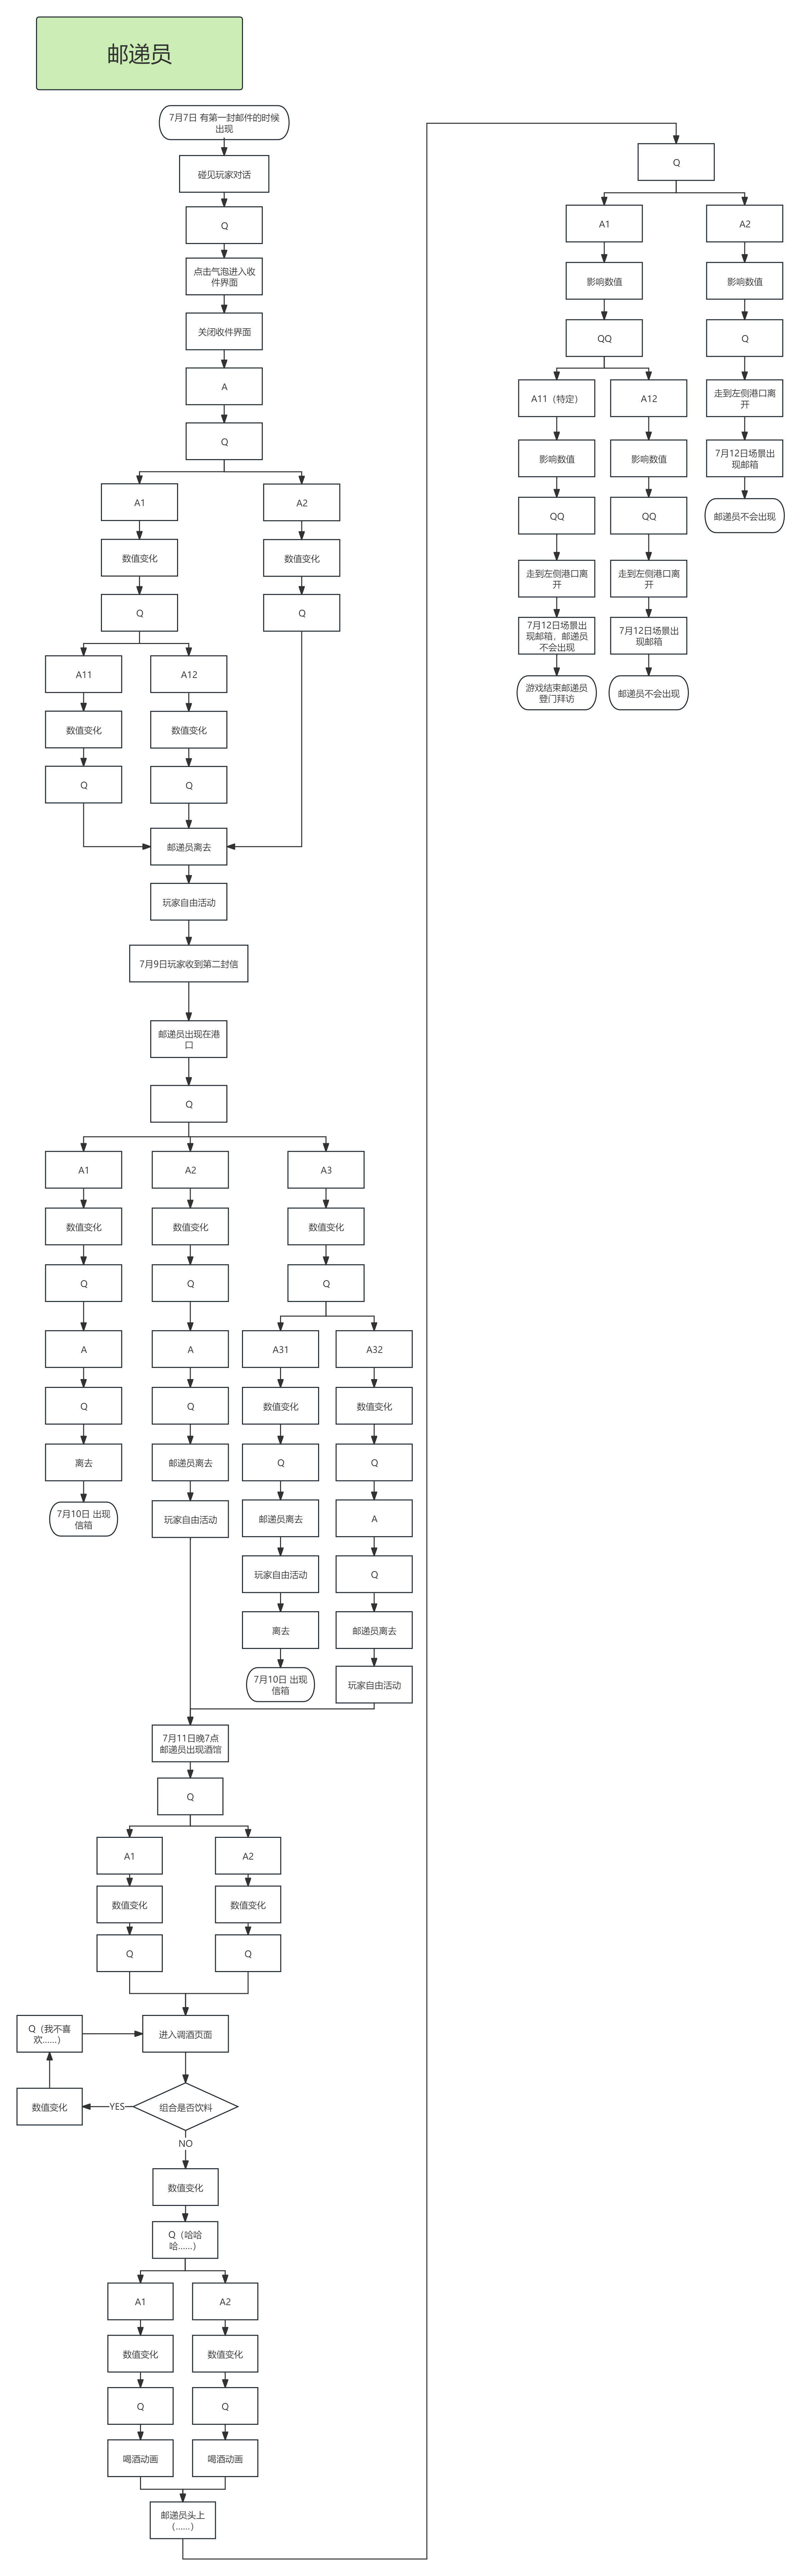 邮递员
7月7日 有第一封邮件的时候
出现
碰见玩家对话
Q
点击气泡进入收
件界面
关闭收件界面
A
Q
A1
A2
数值变化
数值变化
Q
Q
A11
A12
数值变化
数值变化
Q
Q
邮递员离去
玩家自由活动
7月9日玩家收到第二封信
邮递员出现在港
口
Q
A1
A2
A3
数值变化
数值变化
数值变化
Q
Q
Q
A
A
A31
A32
Q
Q
数值变化
数值变化
离去
邮递员离去
Q
Q
7月10日 出现
信箱
玩家自由活动
邮递员离去
A
玩家自由活动
Q
离去
邮递员离去
7月10日 出现
信箱
玩家自由活动
7月11日晚7点
邮递员出现酒馆
Q
A1
A2
数值变化
数值变化
Q
Q
Q（我不喜
欢......）
进入调酒页面
数值变化
YES
组合是否饮料
NO
数值变化
Q（哈哈
哈......）
A1
A2
数值变化
数值变化
Q
Q
喝酒动画
喝酒动画
邮递员头上
（......）
Q
A1
A2
影响数值
影响数值
QQ
Q
A11（特定）
A12
走到左侧港口离
开
影响数值
影响数值
7月12日场景出
现邮箱
QQ
QQ
邮递员不会出现
走到左侧港口离
开
走到左侧港口离
开
7月12日场景出
现邮箱，邮递员
不会出现
7月12日场景出
现邮箱
游戏结束邮递员
登门拜访
邮递员不会出现